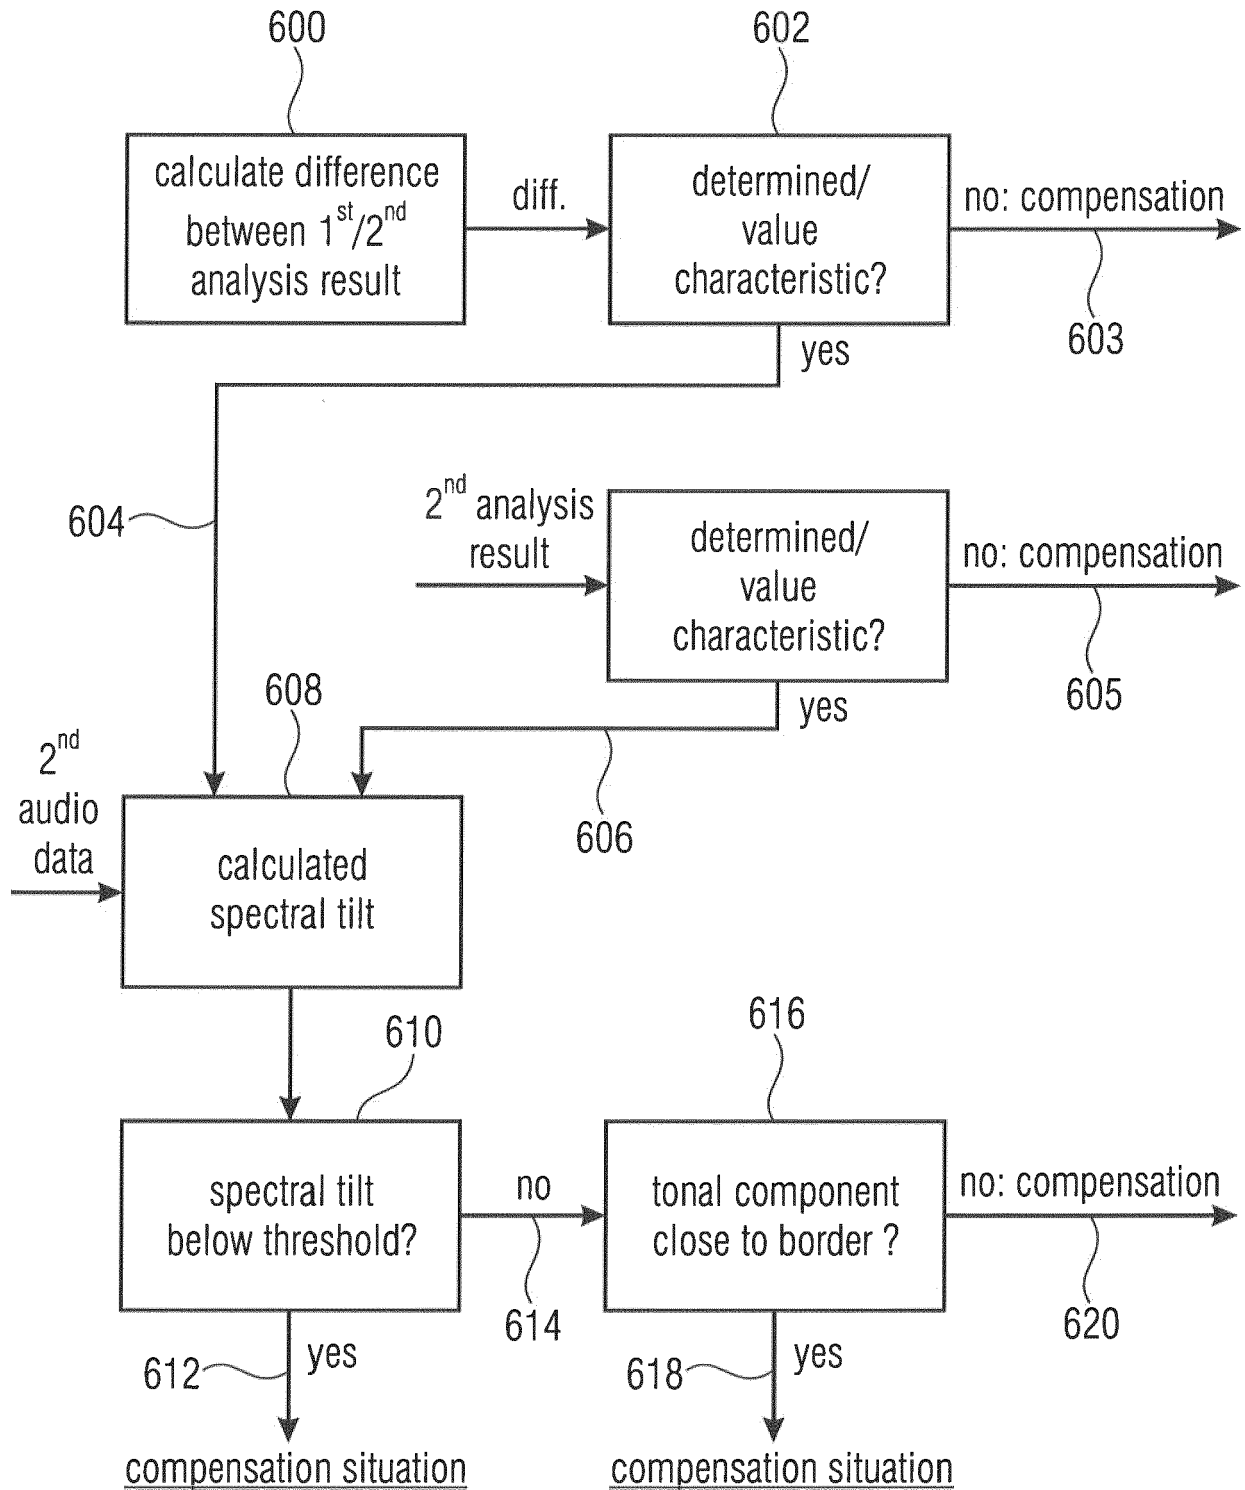 600
602
calculate difference
between 1st/2nd
analysis result
diff.
determined/
value
characteristic?
no: compensation
603
yes
604
2nd analysis
result
determined/
value
characteristic?
no: compensation
605
yes
606
608
2nd
audio
data
calculated
spectral tilt
610
616
spectral tilt
below threshold?
no
614
tonal component
close to border ?
no: compensation
620
612
yes
618
yes
compensation situation
compensation situation